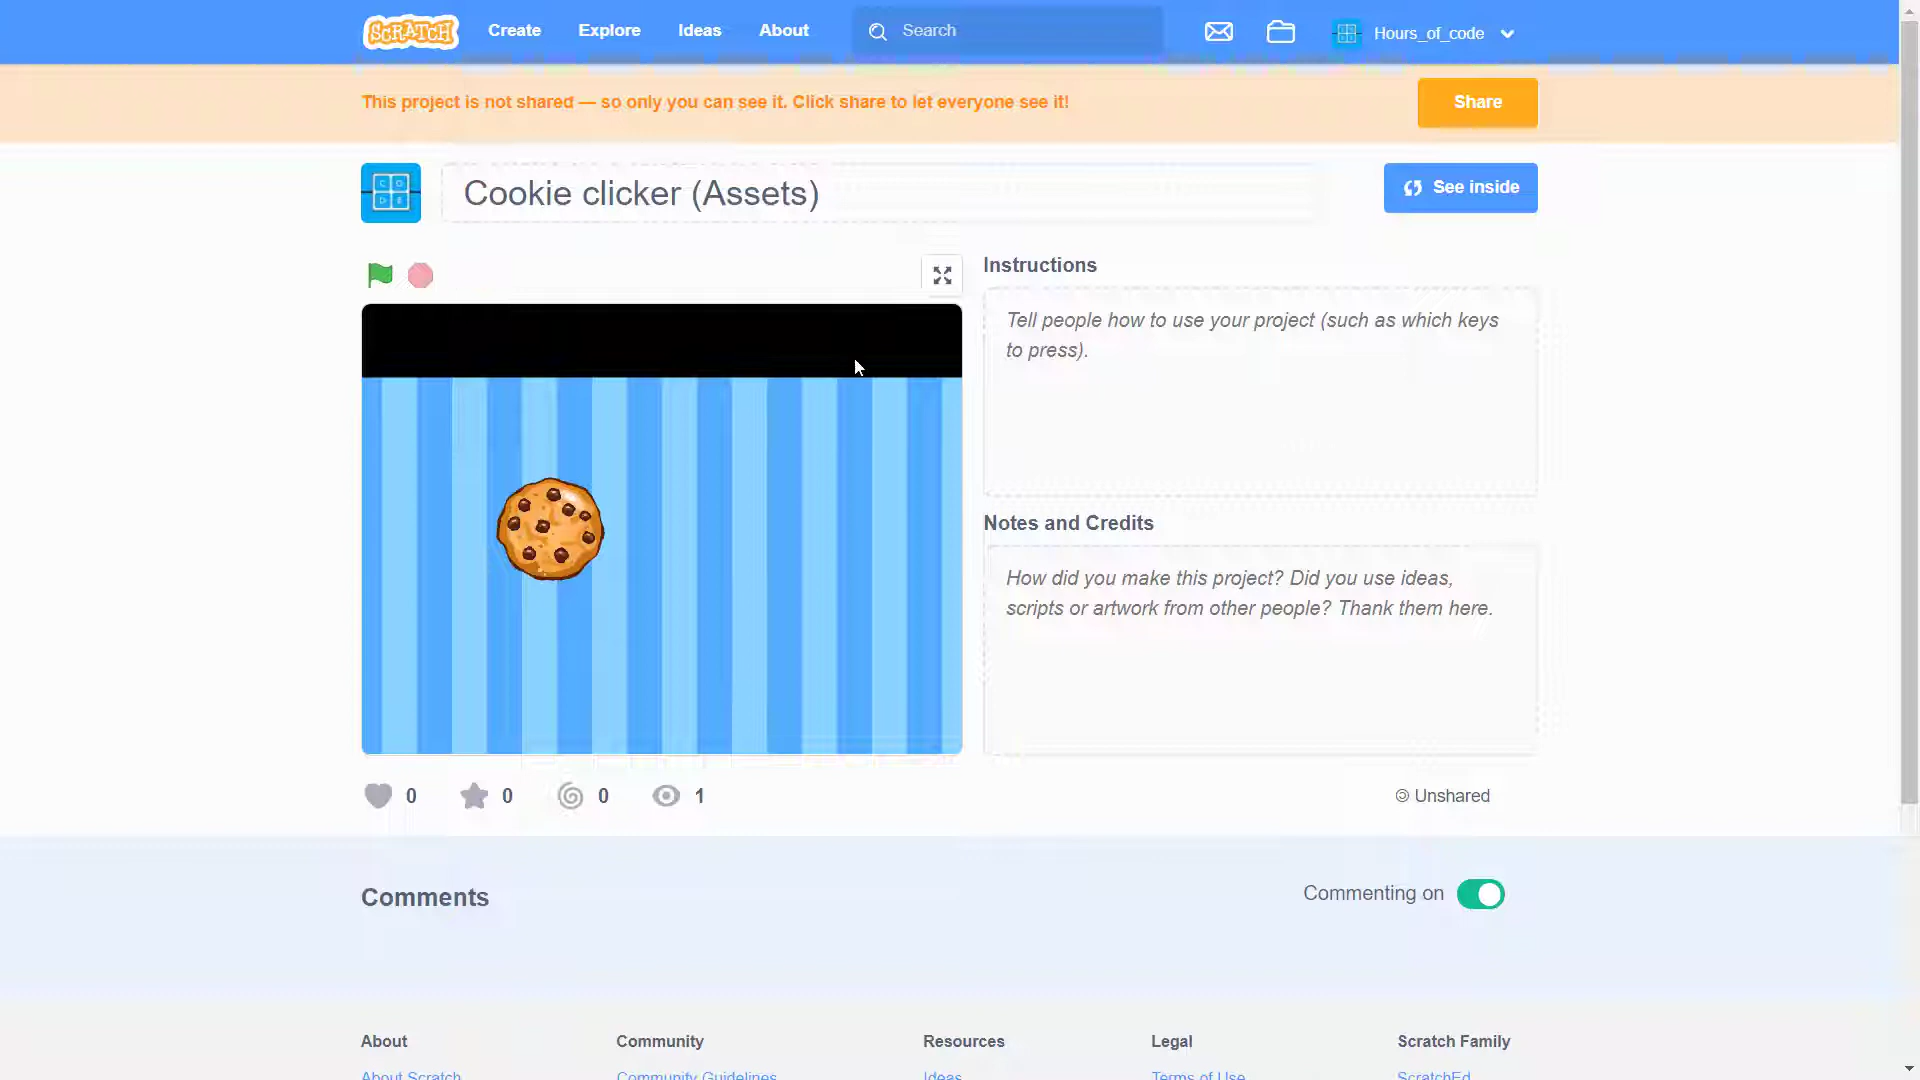 SCRATCH Create Explore Ideas About Search Hours_of_code
This project is not shared — so only you can see it. Click share to let everyone see it! Share
Cookie clicker (Assets) See inside
Instructions
Tell people how to use your project (such as which keys
to press).
Notes and Credits
How did you make this project? Did you use ideas,
scripts or artwork from other people? Thank them here.
0 0 0 1 Unshared
Comments Commenting on
About Community Resources Legal Scratch Family
About Scratch Community Guidelines Ideas Terms of Use ScratchEd